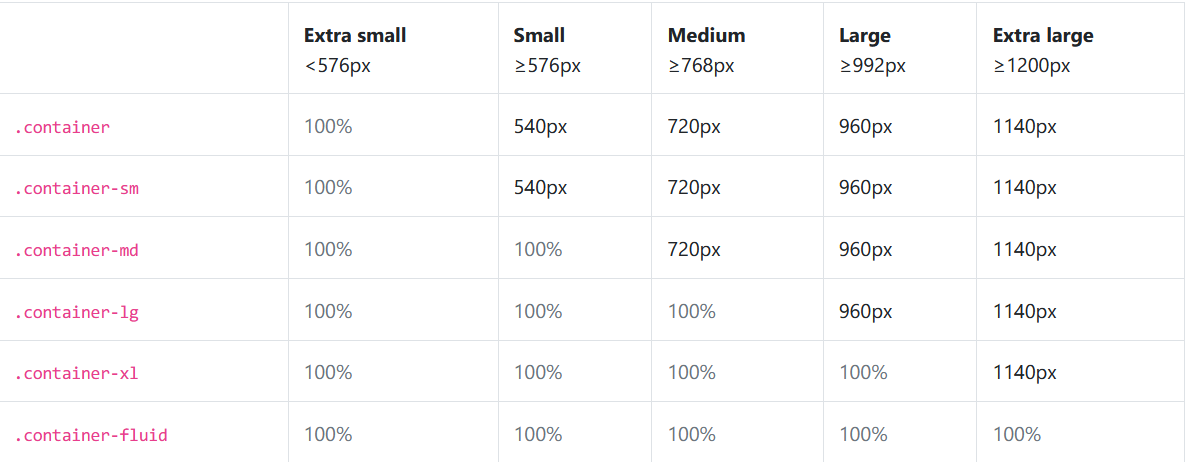 Extra small Small Medium Large Extra large
<576px ≥576px ≥768px ≥992px ≥1200px
.container 100% 540px 720px 960px 1140px
.container-sm 100% 540px 720px 960px 1140px
.container-md 100% 100% 720px 960px 1140px
.container-lg 100% 100% 100% 960px 1140px
.container-xl 100% 100% 100% 100% 1140px
.container-fluid 100% 100% 100% 100% 100%